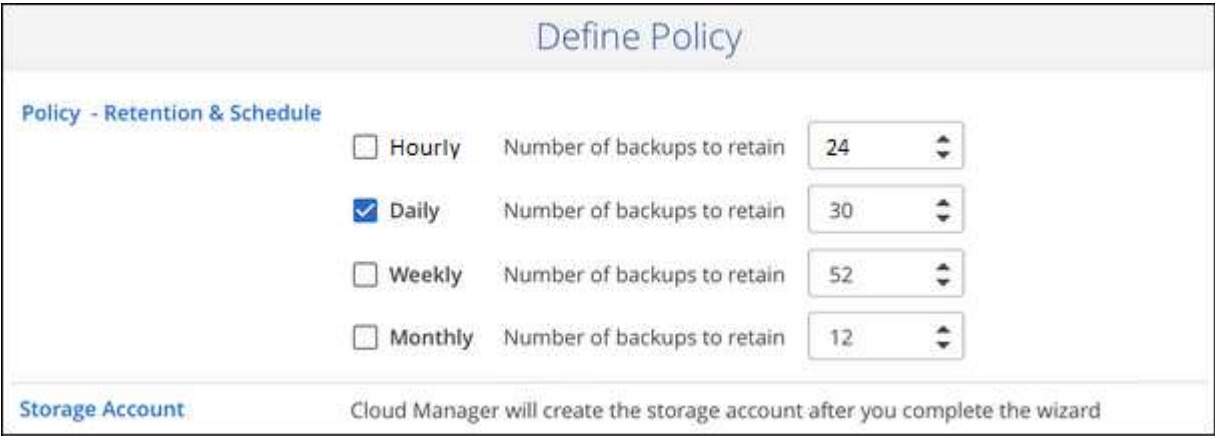 Define Policy
Policy - Retention & Schedule
Hourly Number of backups to retain 24
Daily Number of backups to retain 30
Weekly Number of backups to retain 52
Monthly Number of backups to retain 12
Storage Account Cloud Manager will create the storage account after you complete the wizard